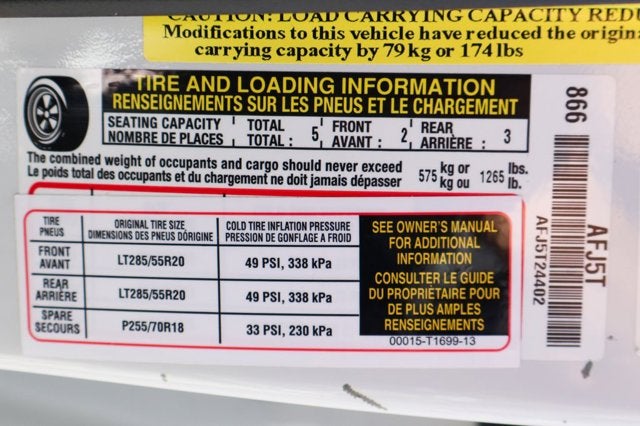 CAUTION: LOAD CARRYING CAPACITY REDU
Modifications to this vehicle have reduced the origina
carrying capacity by 79 kg or 174 lbs
TIRE AND LOADING INFORMATION
RENSEIGNEMENTS SUR LES PNEUS ET LE CHARGEMENT
SEATING CAPACITY TOTAL FRONT REAR
NOMBRE DE PLACES TOTAL : 5 AVANT : 2 ARRIÈRE : 3
The combined weight of occupants and cargo should never exceed 575 kg or 1265 lbs.
Le poids total des occupants et du chargement ne doit jamais dépasser kg ou lb.
TIRE ORIGINAL TIRE SIZE COLD TIRE INFLATION PRESSURE
PNEUS DIMENSIONS DES PNEUS DÓRIGINE PRESSION DE GONFLAGE A FROID
FRONT
AVANT LT285/55R20 49 PSI, 338 kPa
REAR
ARRIÈRE LT285/55R20 49 PSI, 338 kPa
SPARE
SECOURS P255/70R18 33 PSI, 230 kPa
SEE OWNER'S MANUAL
FOR ADDITIONAL
INFORMATION
CONSULTER LE GUIDE
DU PROPRIÉTAIRE POUR
DE PLUS AMPLES
RENSEIGNEMENTS
00015-T1699-13
866
AFJ5T
AFJ5T24402